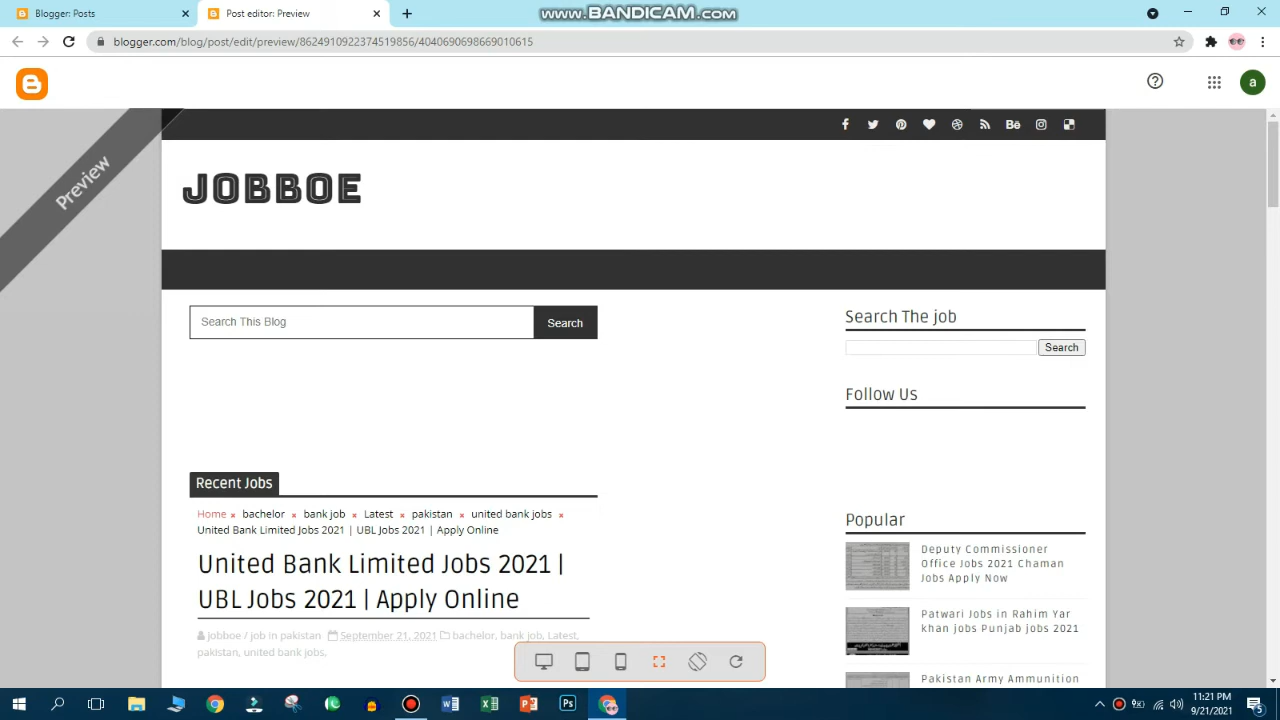 Blogger: Posts
Post editor: Preview
www.BANDICAM.com
blogger.com/blog/post/edit/preview/8624910922374519856/4040690698669010615
a
Preview
Bē
JOBBOE
Search This Blog
Search
Search The job
Search
Follow Us
Recent Jobs
Home × bachelor × bank job × Latest × pakistan × united bank jobs ×
United Bank Limited Jobs 2021 | UBL Jobs 2021 | Apply Online
United Bank Limited Jobs 2021 |
UBL Jobs 2021 | Apply Online
jobboe / job in pakistan September 21, 2021 bachelor, bank job, Latest,
pakistan, united bank jobs,
Popular
Deputy Commissioner
Office Jobs 2021 Chaman
Jobs Apply Now
Patwari Jobs in Rahim Yar
khan jobs Punjab jobs 2021
Pakistan Army Ammunition
11:21 PM
9/21/2021